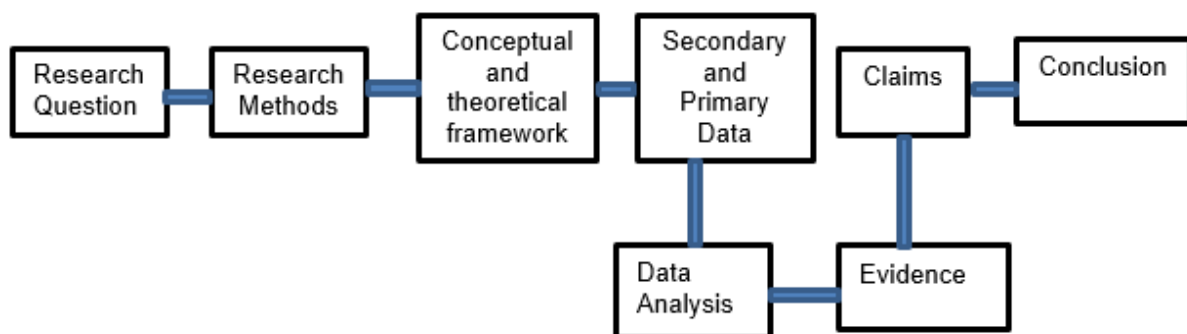 Research
Question
Research
Methods
Conceptual
and
theoretical
framework
Secondary
and
Primary
Data
Data
Analysis
Evidence
Claims
Conclusion